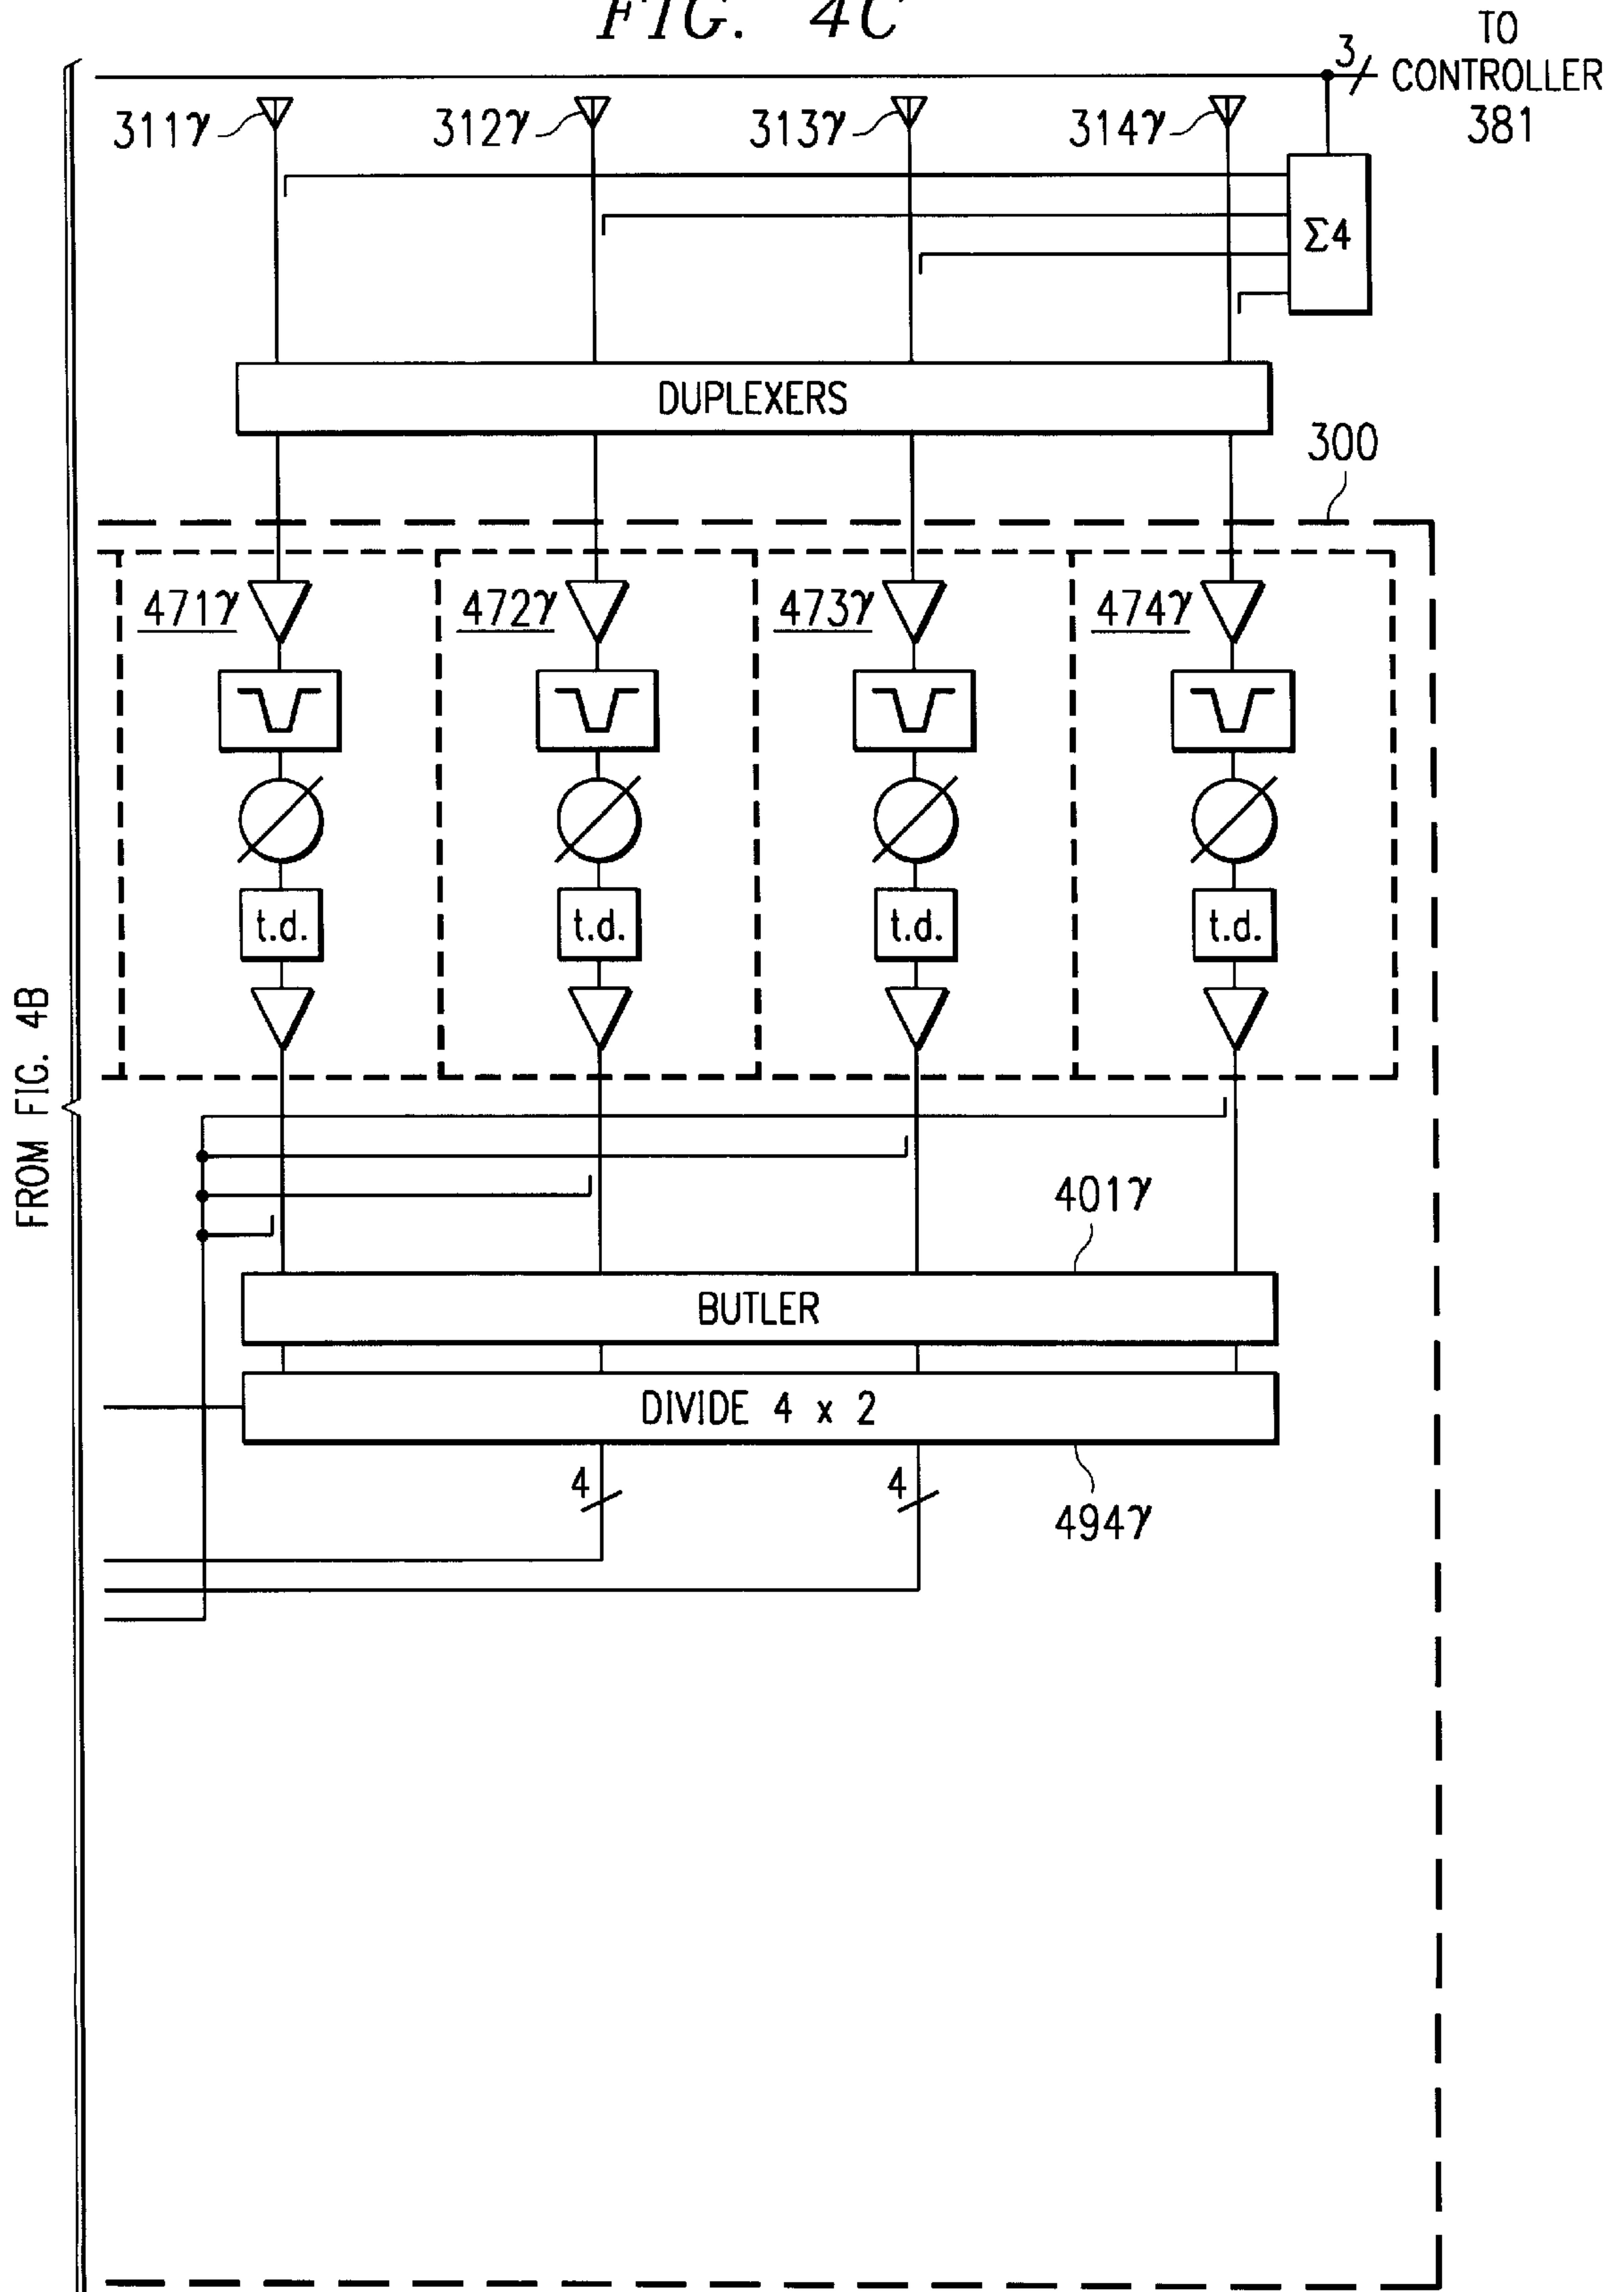 FIG. 4C
TO
CONTROLLER
381
3
311γ
312γ
313γ
314γ
Σ4
DUPLEXERS
300
471γ
472γ
473γ
474γ
t.d.
t.d.
t.d.
t.d.
FROM FIG. 4B
401γ
BUTLER
DIVIDE 4 x 2
4
4
494γ